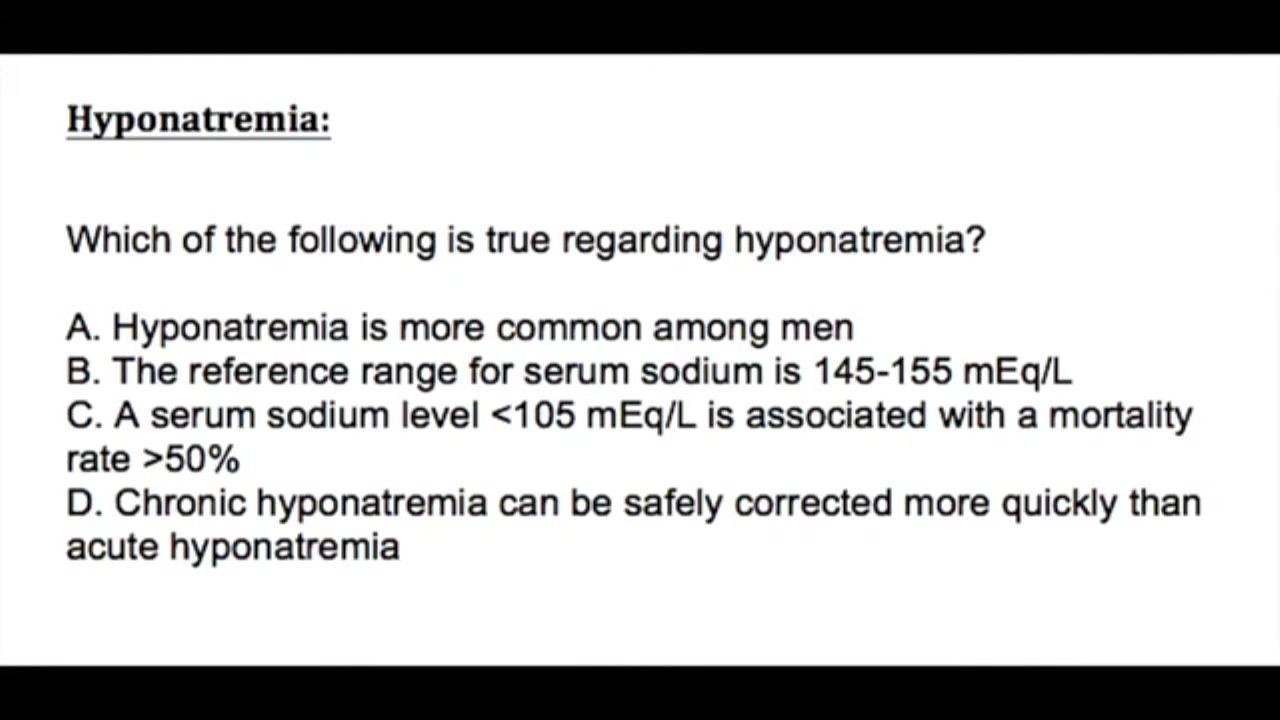 Hyponatremia:
Which of the following is true regarding hyponatremia?
A. Hyponatremia is more common among men
B. The reference range for serum sodium is 145-155 mEq/L
C. A serum sodium level <105 mEq/L is associated with a mortality
rate >50%
D. Chronic hyponatremia can be safely corrected more quickly than
acute hyponatremia